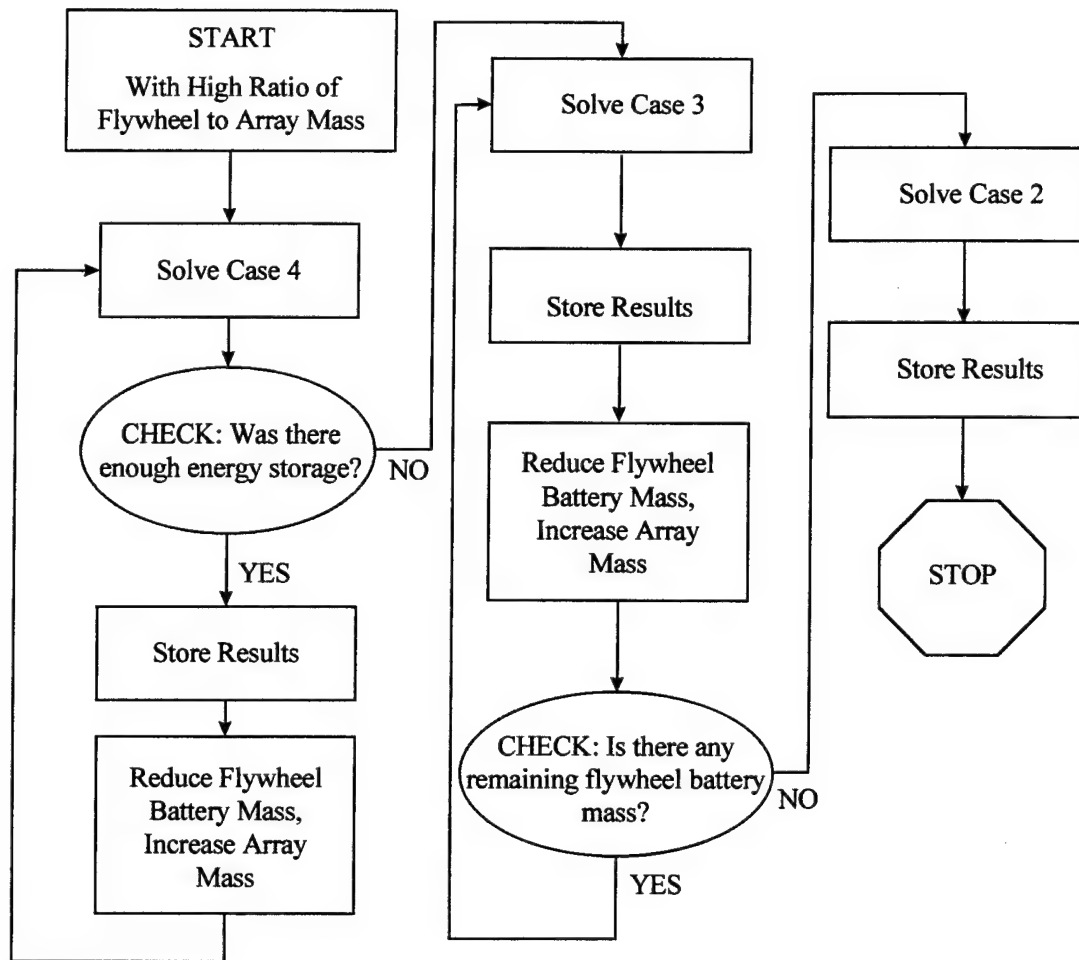 START
With High Ratio of
Flywheel to Array Mass
Solve Case 4
CHECK: Was there
enough energy storage?
NO
YES
Store Results
Reduce Flywheel
Battery Mass,
Increase Array
Mass
Solve Case 3
Store Results
Reduce Flywheel
Battery Mass,
Increase Array
Mass
CHECK: Is there any
remaining flywheel battery
mass?
NO
YES
Solve Case 2
Store Results
STOP